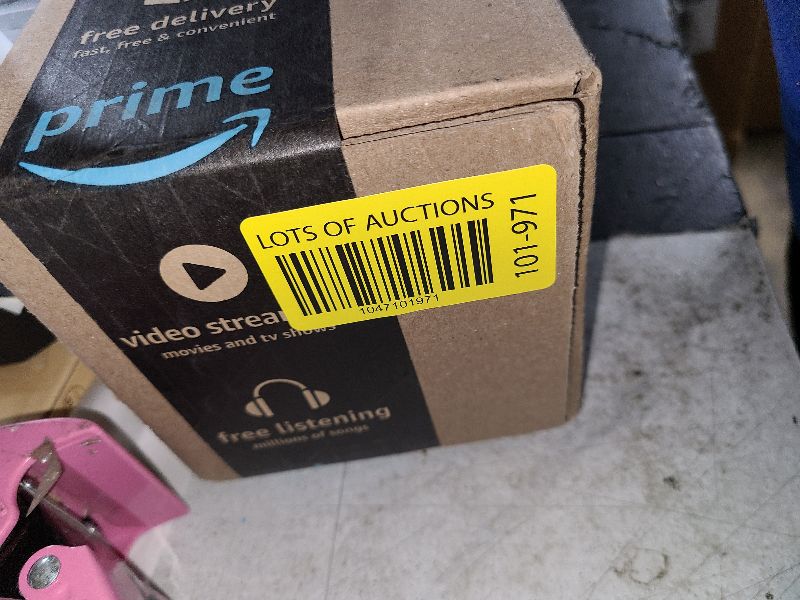 free delivery
fast, free & convenient
prime
LOTS OF AUCTIONS
101-971
1047101971
video strea
movies and tv shows
free listening
millions of songs